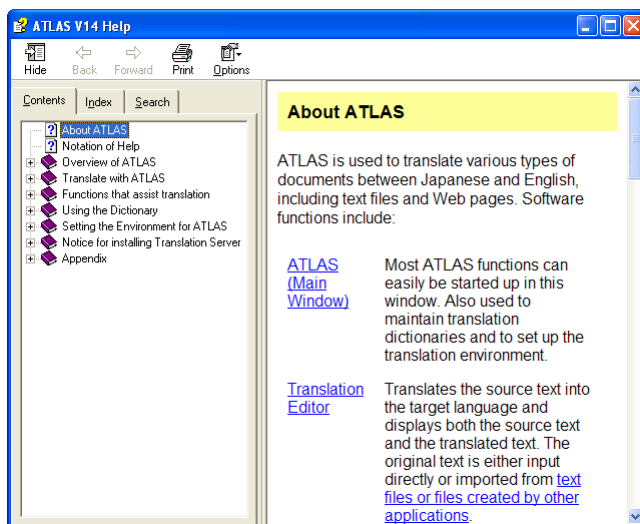 ATLAS V14 Help
Hide
Back
Forward
Print
Options
Contents
Index
Search
About ATLAS
Notation of Help
Overview of ATLAS
Translate with ATLAS
Functions that assist translation
Using the Dictionary
Setting the Environment for ATLAS
Notice for installing Translation Server
Appendix
About ATLAS
ATLAS is used to translate various types of
documents between Japanese and English,
including text files and Web pages. Software
functions include:
ATLAS
(Main
Window)
Most ATLAS functions can
easily be started up in this
window. Also used to
maintain translation
dictionaries and to set up the
translation environment.
Translation
Editor
Translates the source text into
the target language and
displays both the source text
and the translated text. The
original text is either input
directly or imported from text
files or files created by other
applications.